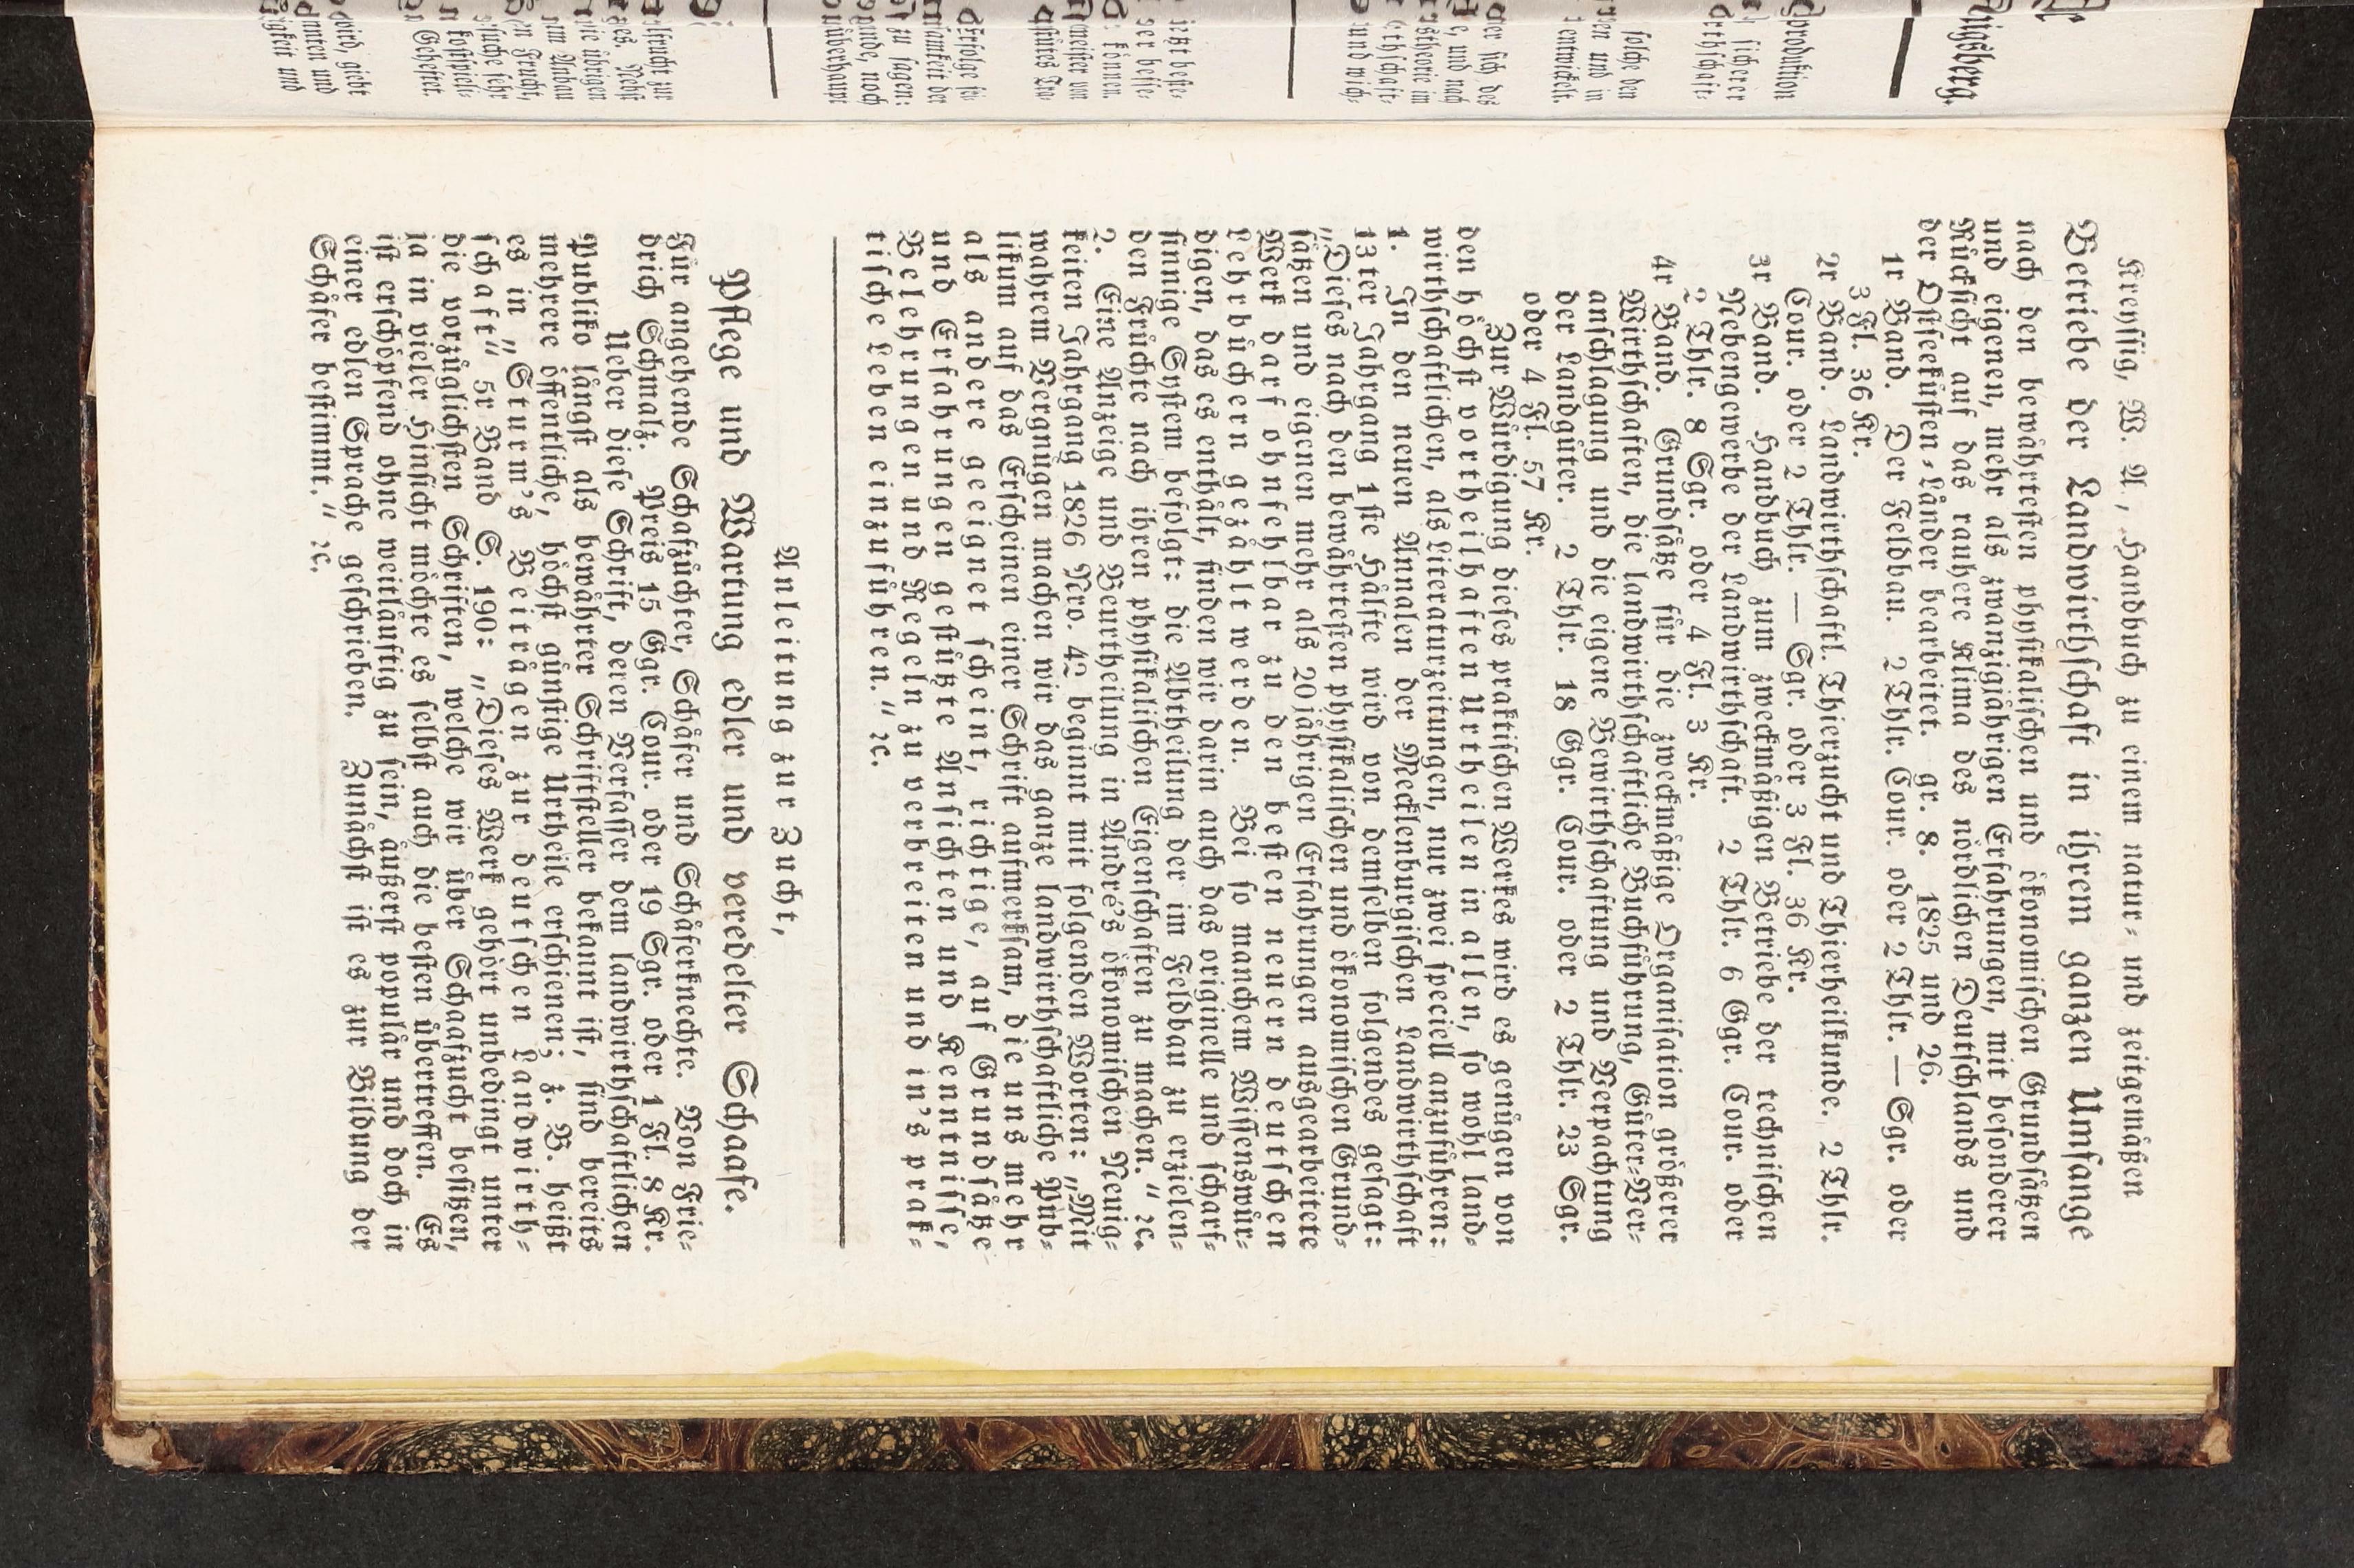 Kreyssig, W. A., Handbuch zu einem natur- und zeitgemäßen
Betriebe der Landwirthschaft in ihrem ganzen Umfange
nach den bewährtesten physikalischen und ökonomischen Grundsätzen
und eigenen, mehr als zwanzigjährigen Erfahrungen, mit besonderer
Rücksicht auf das rauhere Klima des nördlichen Deutschlands und
der Ostseeküsten-Länder bearbeitet. gr. 8. 1825 und 26.
1r Band. Der Feldbau. 2 Thlr. Cour. oder 2 Thlr. — Sgr. oder
3 Fl. 36 Kr.
2r Band. Landwirthschaftl. Thierzucht und Thierheilkunde. 2 Thlr.
Cour. oder 2 Thlr. — Sgr. oder 3 Fl. 36 Kr.
3r Band. Handbuch zum zweckmäßigen Betriebe der technischen
Nebengewerbe der Landwirthschaft. 2 Thlr. 6 Ggr. Cour. oder
2 Thlr. 8 Sgr. oder 4 Fl. 3 Kr.
4r Band. Grundsätze für die zweckmäßige Organisation größerer
Wirthschaften, die landwirthschaftliche Buchführung, Güter-Ver-
anschlagung und die eigene Bewirthschaftung und Verpachtung
der Landgüter. 2 Thlr. 18 Ggr. Cour. oder 2 Thlr. 23 Sgr.
oder 4 Fl. 57 Kr.
Zur Würdigung dieses praktischen Werkes wird es genügen von
den höchst vortheilhaften Urtheilen in allen, so wohl land-
wirthschaftlichen, als Literaturzeitungen, nur zwei speciell anzuführen:
1. In den neuen Annalen der Mecklenburgischen Landwirthschaft
13ter Jahrgang 1ste Hälfte wird von demselben folgendes gesagt:
„Dieses nach den bewährtesten physikalischen und ökonomischen Grund-
sätzen und eigenen mehr als 20jährigen Erfahrungen ausgearbeitete
Werk darf ohnfehlbar zu den besten neuern deutschen
Lehrbüchern gezählt werden. Bei so manchem Wissenswür-
digen, das es enthält, finden wir darin auch das originelle und scharf-
sinnige System befolgt: die Abtheilung der im Feldbau zu erzielen-
den Früchte nach ihren physikalischen Eigenschaften zu machen.“ ꝛc.
2. Eine Anzeige und Beurtheilung in Andre's ökonomischen Neuig-
keiten Jahrgang 1826 Nro. 42 beginnt mit folgenden Worten: „Mit
wahrem Vergnügen machen wir das ganze landwirthschaftliche Pub-
likum auf das Erscheinen einer Schrift aufmerksam, die uns mehr
als andere geeignet scheint, richtige, auf Grundsätze
und Erfahrungen gestützte Ansichten und Kenntnisse,
Belehrungen und Regeln zu verbreiten und in's prak-
tische Leben einzuführen.“ ꝛc.
Anleitung zur Zucht,
Pflege und Wartung edler und veredelter Schaafe.
Für angehende Schafzüchter, Schäfer und Schäferknechte. Von Frie-
drich Schmalz. Preis 15 Ggr. Cour. oder 19 Sgr. oder 1 Fl. 8 Kr.
Ueber diese Schrift, deren Verfasser dem landwirthschaftlichen
Publiko längst als bewährter Schriftsteller bekannt ist, sind bereits
mehrere öffentliche, höchst günstige Urtheile erschienen; z. B. heißt
es in „Sturm's Beiträgen zur deutschen Landwirth-
schaft“ 5r Band S. 190: „Dieses Werk gehört unbedingt unter
die vorzüglichsten Schriften, welche wir über Schaafzucht besitzen,
ja in vieler Hinsicht möchte es selbst auch die besten übertreffen. Es
ist erschöpfend ohne weitläuftig zu sein, äußerst populär und doch in
einer edlen Sprache geschrieben. Zunächst ist es zur Bildung der
Schäfer bestimmt.“ ꝛc.